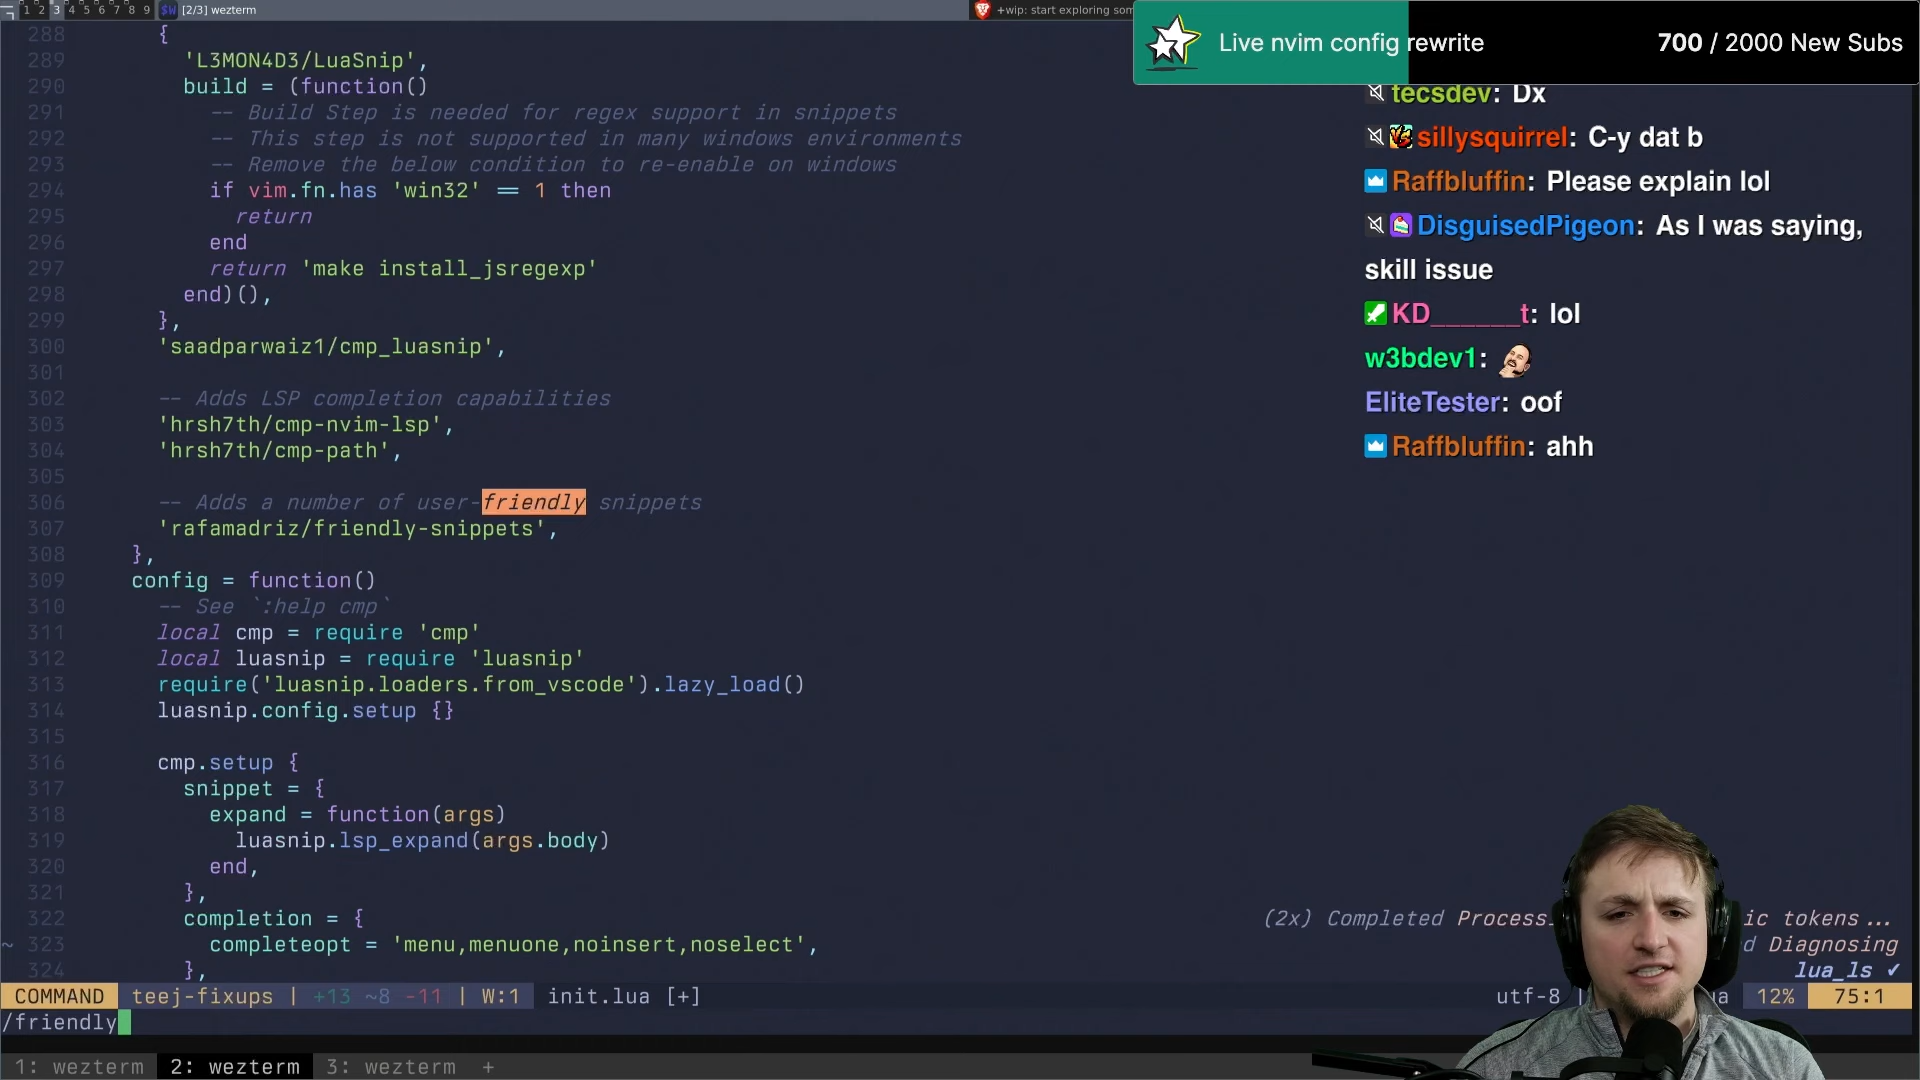 1 2 3 4 5 6 7 8 9 $W [2/3] wezterm
+wip: start exploring som
Live nvim config rewrite 700 / 2000 New Subs
288 {
289 'L3MON4D3/LuaSnip',
290 build = (function()
291 -- Build Step is needed for regex support in snippets
292 -- This step is not supported in many windows environments
293 -- Remove the below condition to re-enable on windows
294 if vim.fn.has 'win32' == 1 then
295 return
296 end
297 return 'make install_jsregexp'
298 end)(),
299 },
300 'saadparwaiz1/cmp_luasnip',
301
302 -- Adds LSP completion capabilities
303 'hrsh7th/cmp-nvim-lsp',
304 'hrsh7th/cmp-path',
305
306 -- Adds a number of user-friendly snippets
307 'rafamadriz/friendly-snippets',
308 },
309 config = function()
310 -- See `:help cmp`
311 local cmp = require 'cmp'
312 local luasnip = require 'luasnip'
313 require('luasnip.loaders.from_vscode').lazy_load()
314 luasnip.config.setup {}
315
316 cmp.setup {
317 snippet = {
318 expand = function(args)
319 luasnip.lsp_expand(args.body)
320 end,
321 },
322 completion = {
~ 323 completeopt = 'menu,menuone,noinsert,noselect',
324 },
tecsdev: Dx
sillysquirrel: C-y dat b
Raffbluffin: Please explain lol
DisguisedPigeon: As I was saying,
skill issue
KD______t: lol
w3bdev1:
EliteTester: oof
Raffbluffin: ahh
(2x) Completed Processi ic tokens...
d Diagnosing
lua_ls ✓
COMMAND teej-fixups | +13 ~8 -11 | W:1 init.lua [+] utf-8 | a 12% 75:1
/friendly
1: wezterm 2: wezterm 3: wezterm +